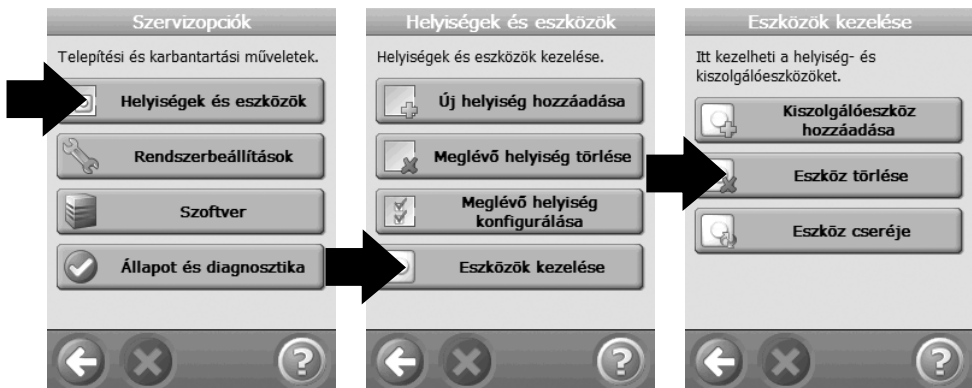 Szervizopciók
Telepítési és karbantartási műveletek.
Helyiségek és eszközök
Rendszerbeállítások
Szoftver
Állapot és diagnosztika
Helyiségek és eszközök
Helyiségek és eszközök kezelése.
Új helyiség hozzáadása
Meglévő helyiség törlése
Meglévő helyiség
konfigurálása
Eszközök kezelése
Eszközök kezelése
Itt kezelheti a helyiség- és
kiszolgálóeszközöket.
Kiszolgálóeszköz
hozzáadása
Eszköz törlése
Eszköz cseréje